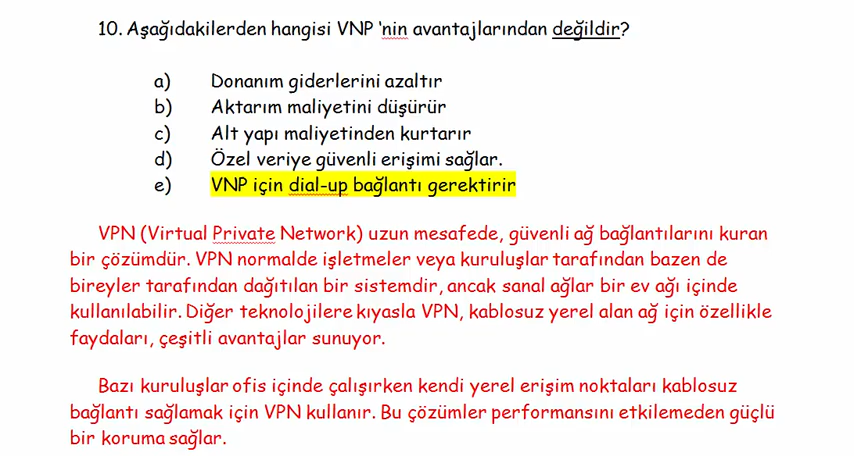 10. Aşağıdakilerden hangisi VNP 'nin avantajlarından değildir?
a) Donanım giderlerini azaltır
b) Aktarım maliyetini düşürür
c) Alt yapı maliyetinden kurtarır
d) Özel veriye güvenli erişimi sağlar.
e) VNP için dial-up bağlantı gerektirir
VPN (Virtual Private Network) uzun mesafede, güvenli ağ bağlantılarını kuran
bir çözümdür. VPN normalde işletmeler veya kuruluşlar tarafından bazen de
bireyler tarafından dağıtılan bir sistemdir, ancak sanal ağlar bir ev ağı içinde
kullanılabilir. Diğer teknolojilere kıyasla VPN, kablosuz yerel alan ağ için özellikle
faydaları, çeşitli avantajlar sunuyor.
Bazı kuruluşlar ofis içinde çalışırken kendi yerel erişim noktaları kablosuz
bağlantı sağlamak için VPN kullanır. Bu çözümler performansını etkilemeden güçlü
bir koruma sağlar.